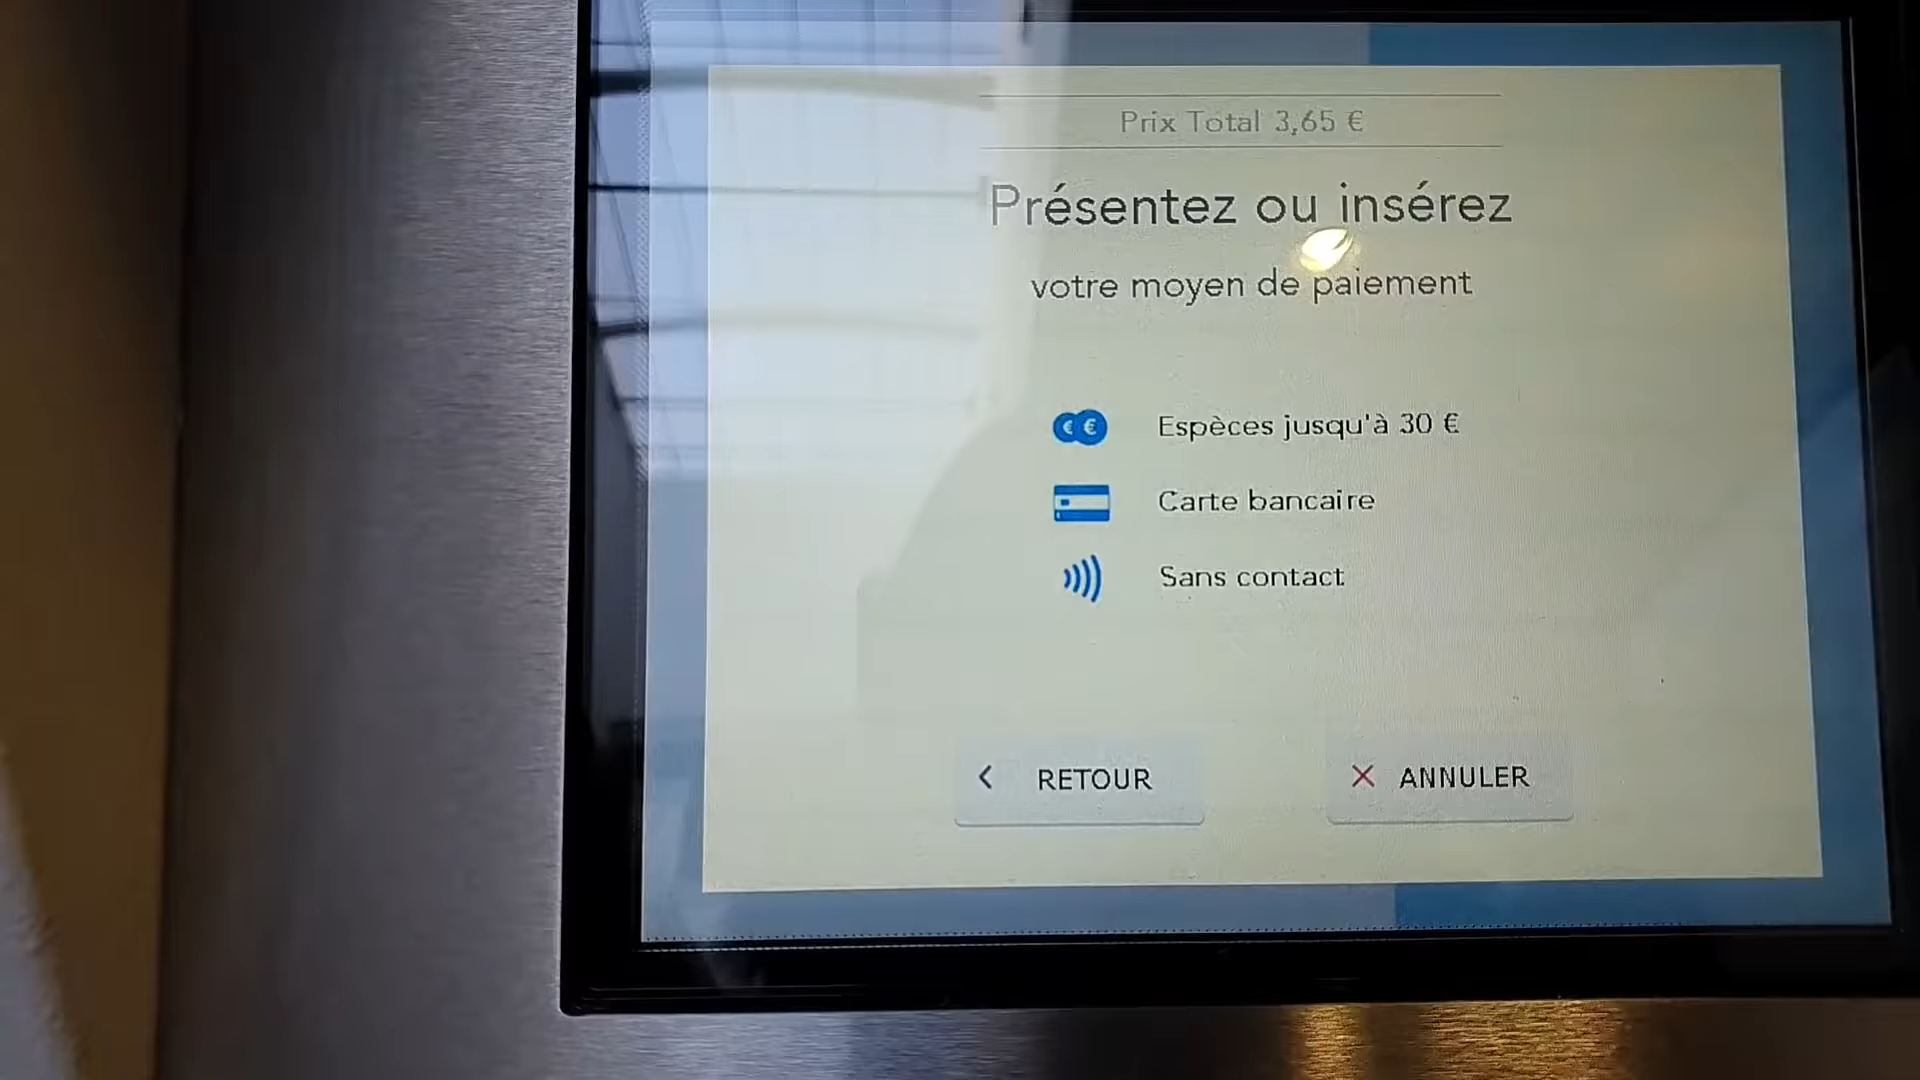 Prix Total 3,65 €
Présentez ou insérez
votre moyen de paiement
Espèces jusqu'à 30 €
Carte bancaire
Sans contact
RETOUR
ANNULER